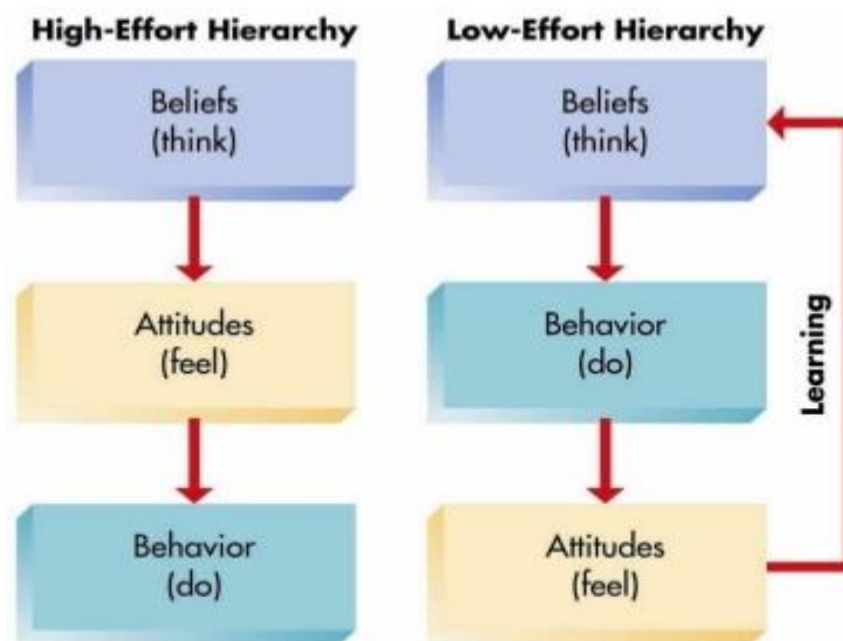 High-Effort Hierarchy
Beliefs
(think)
Attitudes
(feel)
Behavior
(do)
Low-Effort Hierarchy
Beliefs
(think)
Behavior
(do)
Attitudes
(feel)
Learning